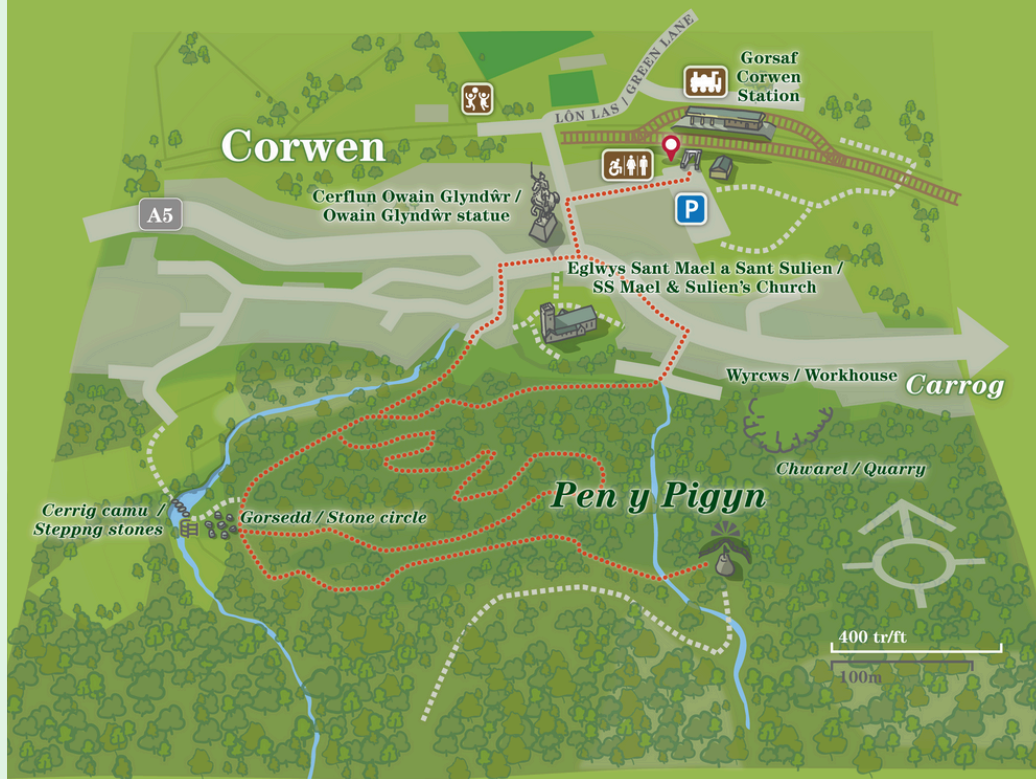 Gorsaf
Corwen
Station
LÔN LAS / GREEN LANE
Corwen
Cerflun Owain Glyndŵr /
Owain Glyndŵr statue
A5
P
Eglwys Sant Mael a Sant Sulien /
SS Mael & Sulien's Church
Wyrcws / Workhouse
Carrog
Chwarel / Quarry
Pen y Pigyn
Cerrig camu /
Steppng stones
Gorsedd / Stone circle
400 tr/ft
100m